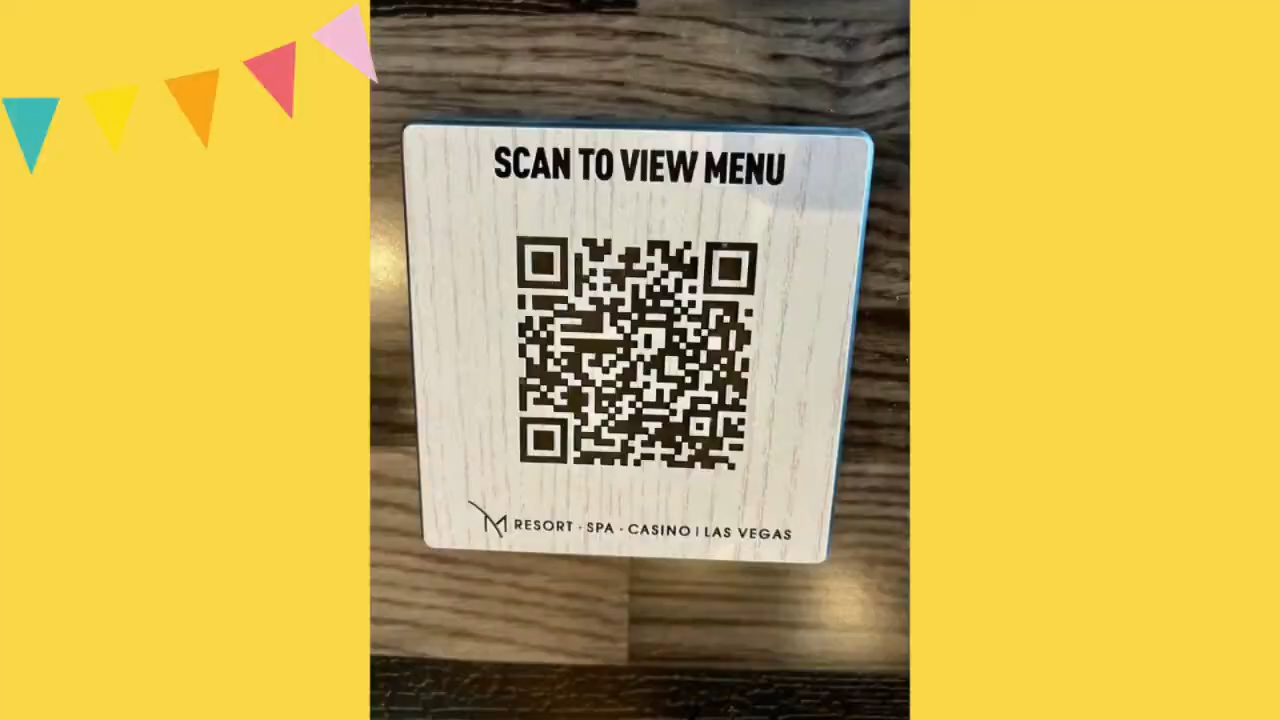 SCAN TO VIEW MENU
M RESORT · SPA · CASINO | LAS VEGAS